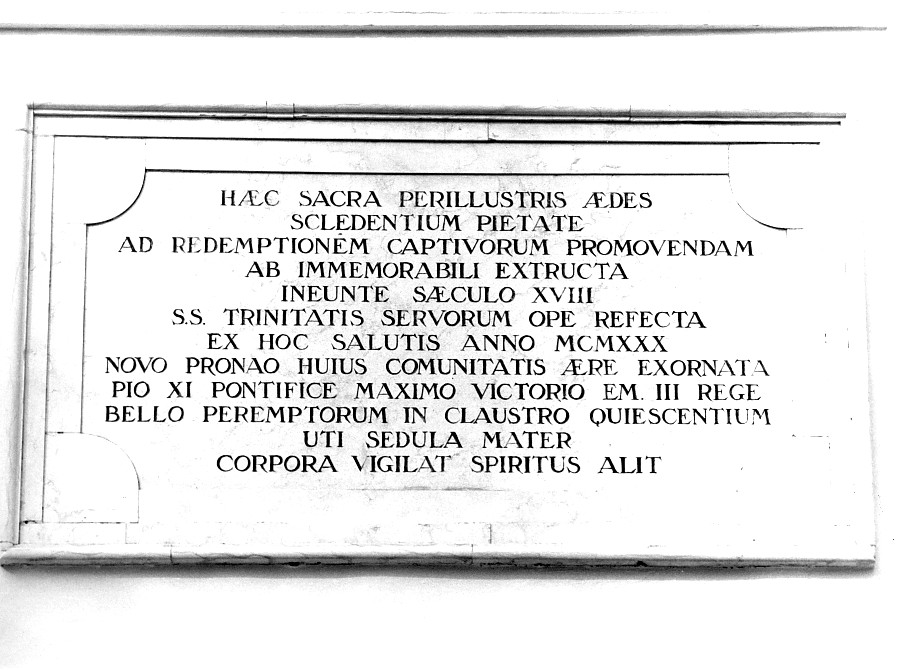 HÆC SACRA PERILLUSTRIS ÆDES
SCLEDENTIUM PIETATE
AD REDEMPTIONĒM CAPTIVORUM PROMOVENDAM
AB IMMEMORABILI EXTRUCTA
INEUNTE SÆCULO XVIII
S.S. TRINITATIS SERVORUM OPE REFECTA
EX HOC SALUTIS ANNO MCMXXX
NOVO PRONAO HUIUS COMUNITATIS ÆRE EXORNATA
PIO XI PONTIFICE MAXIMO VICTORIO EM. III REGE
BELLO PEREMPTORUM IN CLAUSTRO QUIESCENTIUM
UTI SEDULA MATER
CORPORA VIGILAT SPIRITUS ALIT